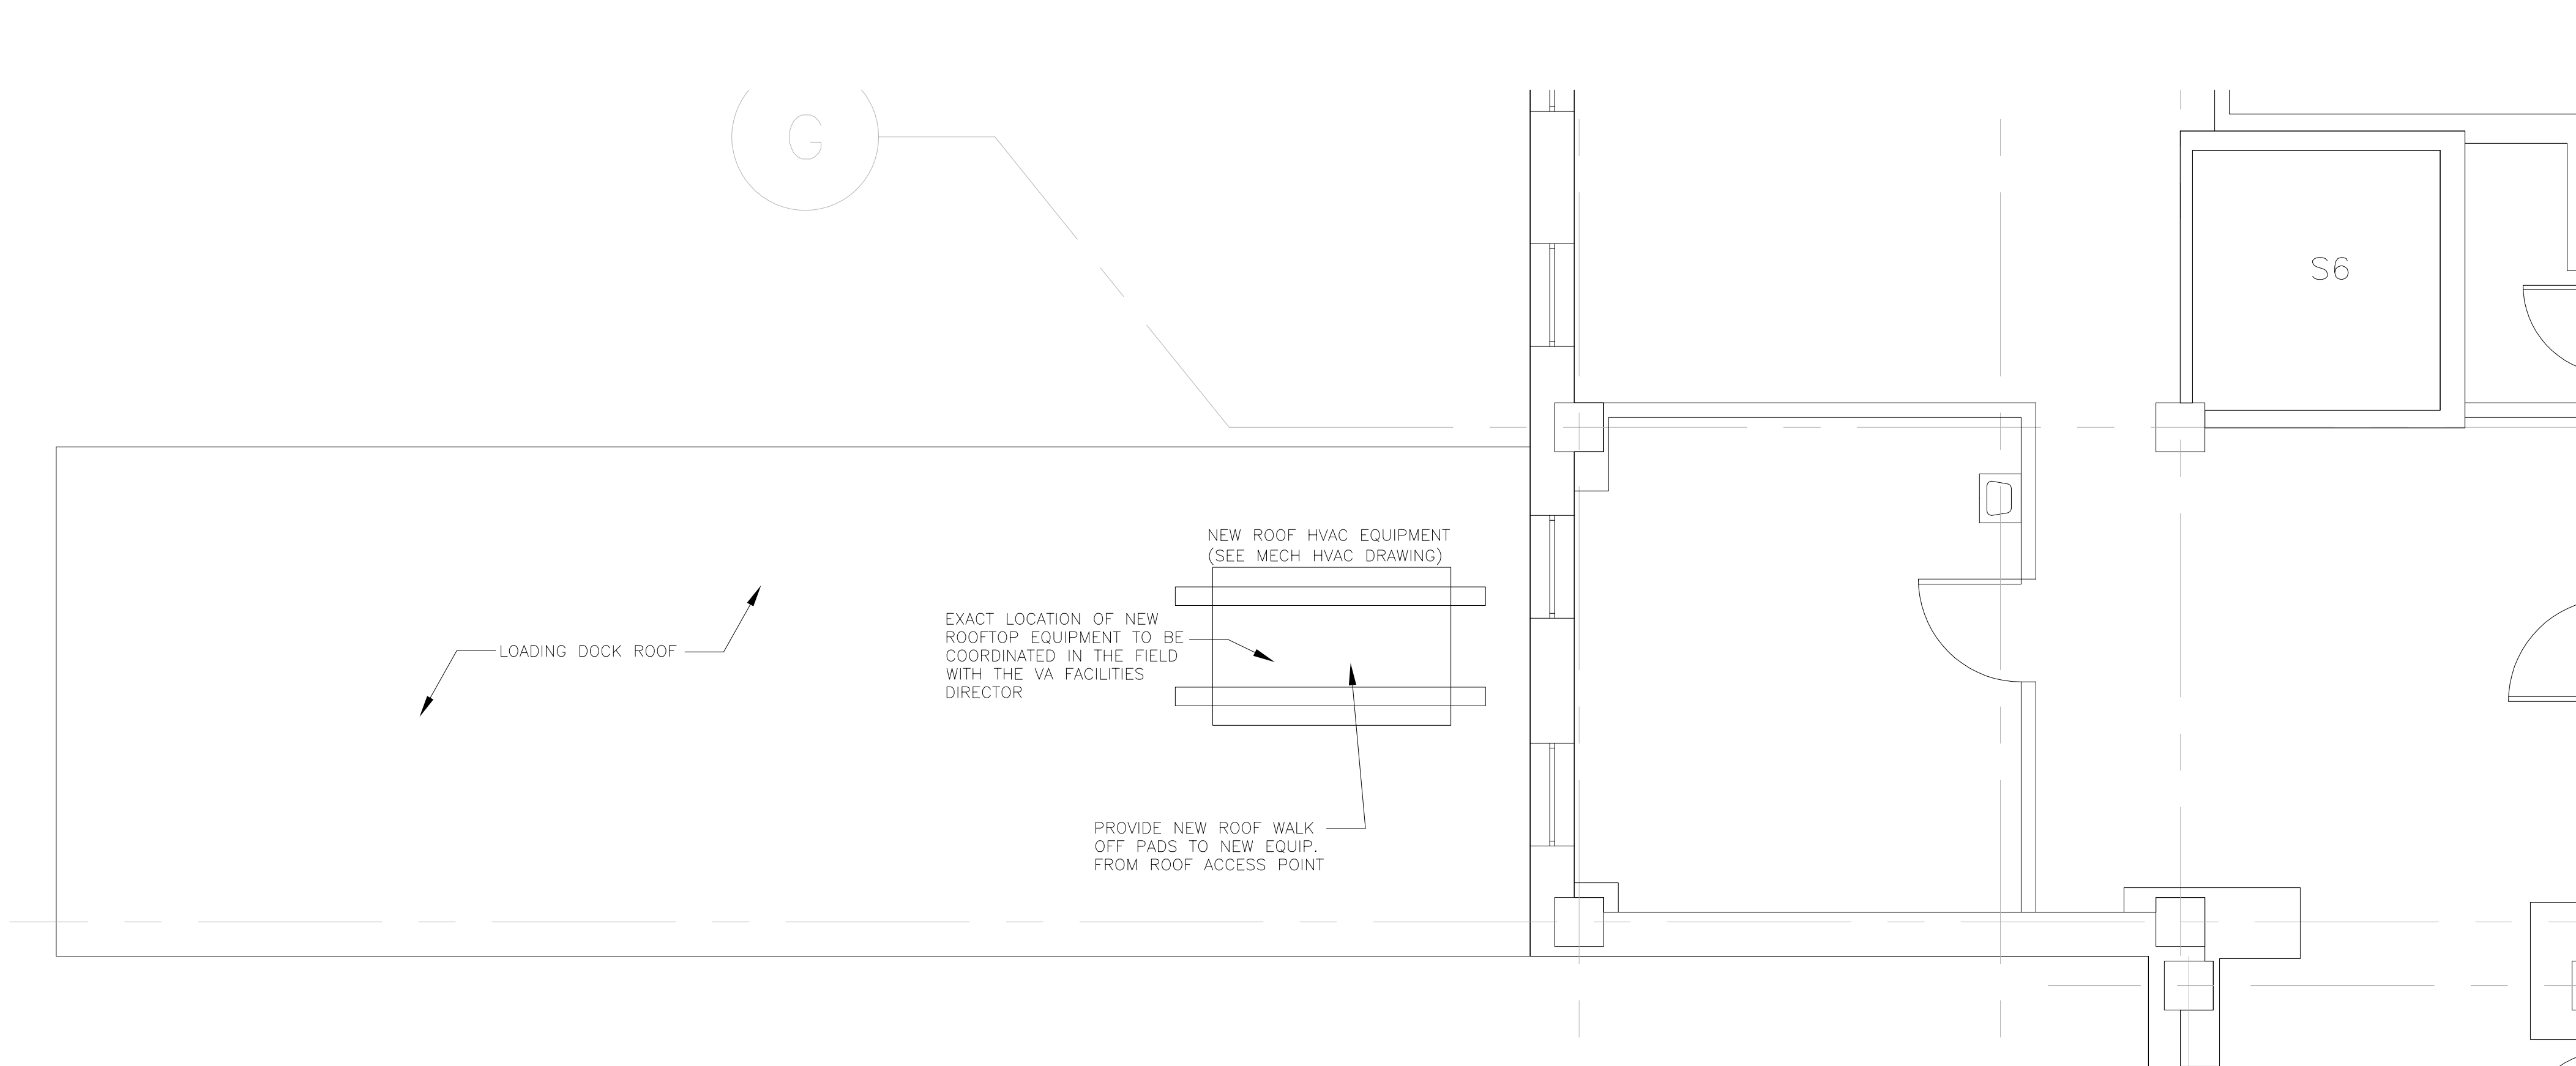 G
S6
NEW ROOF HVAC EQUIPMENT
(SEE MECH HVAC DRAWING)
EXACT LOCATION OF NEW
ROOFTOP EQUIPMENT TO BE
COORDINATED IN THE FIELD
WITH THE VA FACILITIES
DIRECTOR
LOADING DOCK ROOF
PROVIDE NEW ROOF WALK
OFF PADS TO NEW EQUIP.
FROM ROOF ACCESS POINT